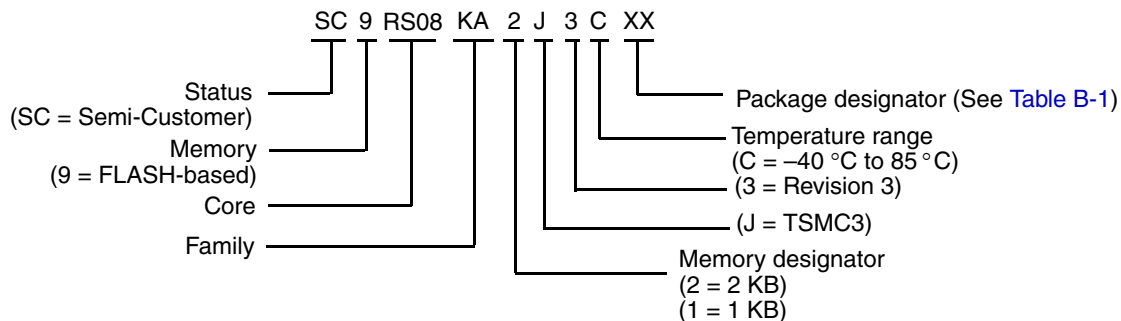 SC 9 RS08 KA 2 J 3 C XX
Status
(SC = Semi-Customer)
Memory
(9 = FLASH-based)
Core
Family
Package designator (See Table B-1)
Temperature range
(C = –40 °C to 85 °C)
(3 = Revision 3)
(J = TSMC3)
Memory designator
(2 = 2 KB)
(1 = 1 KB)